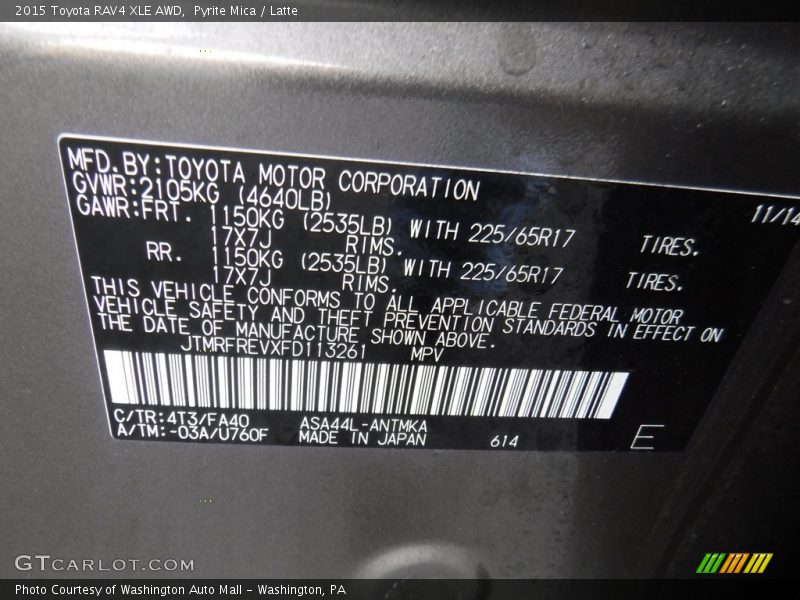 2015 Toyota RAV4 XLE AWD,  Pyrite Mica / Latte
MFD.BY:TOYOTA MOTOR CORPORATION 11/14
GVWR:2105KG (4640LB)
GAWR:FRT. 1150KG (2535LB) WITH 225/65R17 TIRES.
17X7J RIMS.
RR. 1150KG (2535LB) WITH 225/65R17 TIRES.
17X7J RIMS.
THIS VEHICLE CONFORMS TO ALL APPLICABLE FEDERAL MOTOR
VEHICLE SAFETY AND THEFT PREVENTION STANDARDS IN EFFECT ON
THE DATE OF MANUFACTURE SHOWN ABOVE.
JTMRFREVXFD113261 MPV
C/TR:4T3/FA40 ASA44L-ANTMKA
A/TM:-03A/U760F MADE IN JAPAN 614 E
GTCARLOT.COM
Photo Courtesy of Washington Auto Mall - Washington, PA